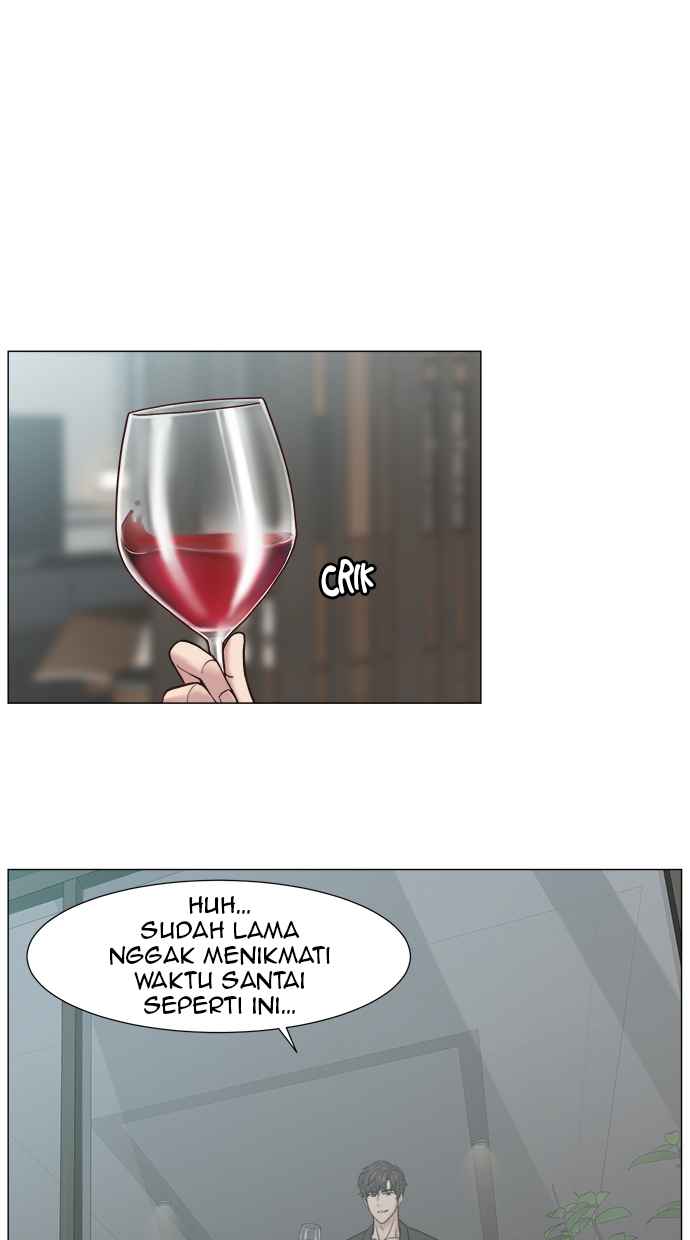 CRIK
HUH...
SUDAH LAMA
NGGAK MENIKMATI
WAKTU SANTAI
SEPERTI INI...